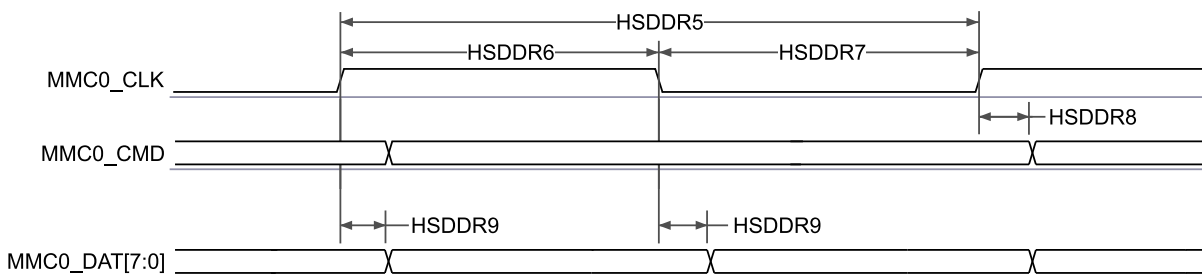 HSDDR5
HSDDR6 HSDDR7
MMC0_CLK
HSDDR8
MMC0_CMD
HSDDR9 HSDDR9
MMC0_DAT[7:0]